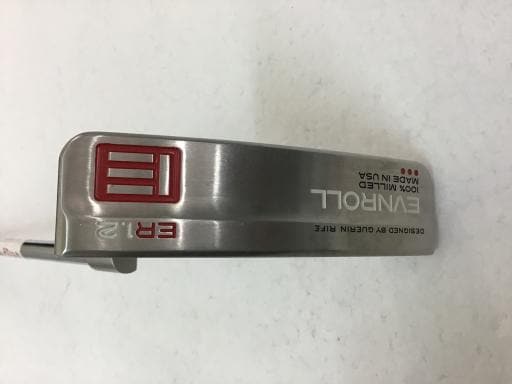 ER1.2
DESIGNED BY GUERIN RIFE
EVNROLL
100% MILLED
MADE IN USA